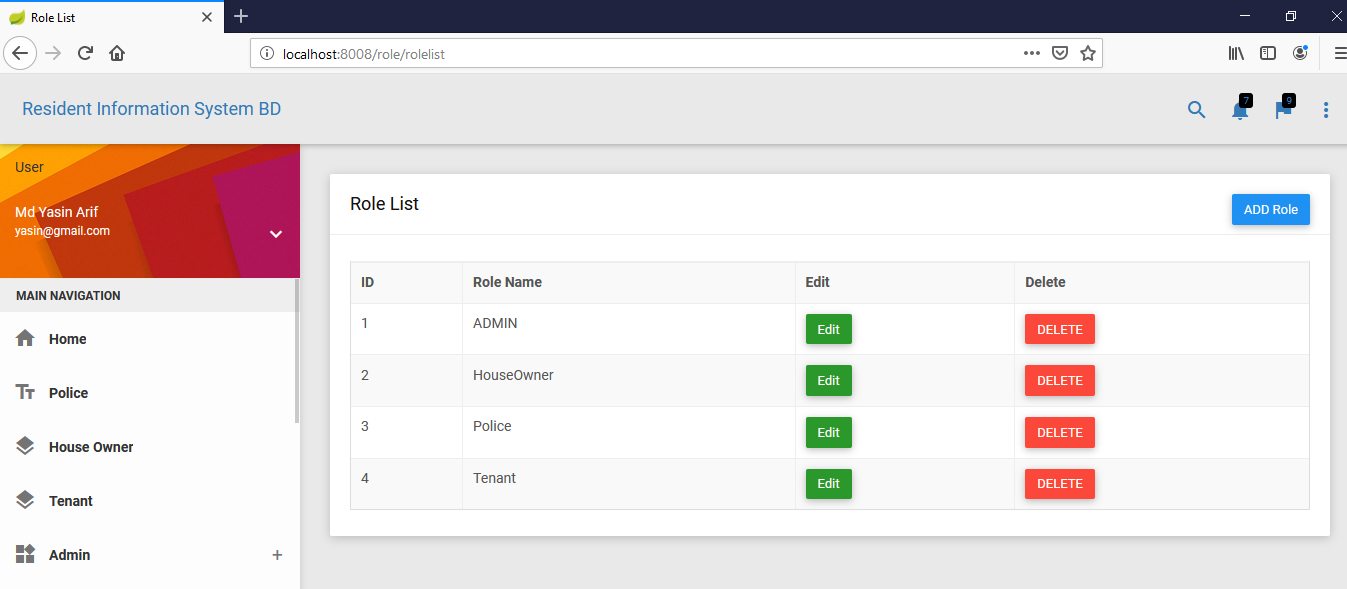 Role List
localhost:8008/role/rolelist
Resident Information System BD
7
9
User
Md Yasin Arif
yasin@gmail.com
MAIN NAVIGATION
Home
Police
House Owner
Tenant
Admin
Role List
ADD Role
ID Role Name Edit Delete
1 ADMIN Edit DELETE
2 HouseOwner Edit DELETE
3 Police Edit DELETE
4 Tenant Edit DELETE